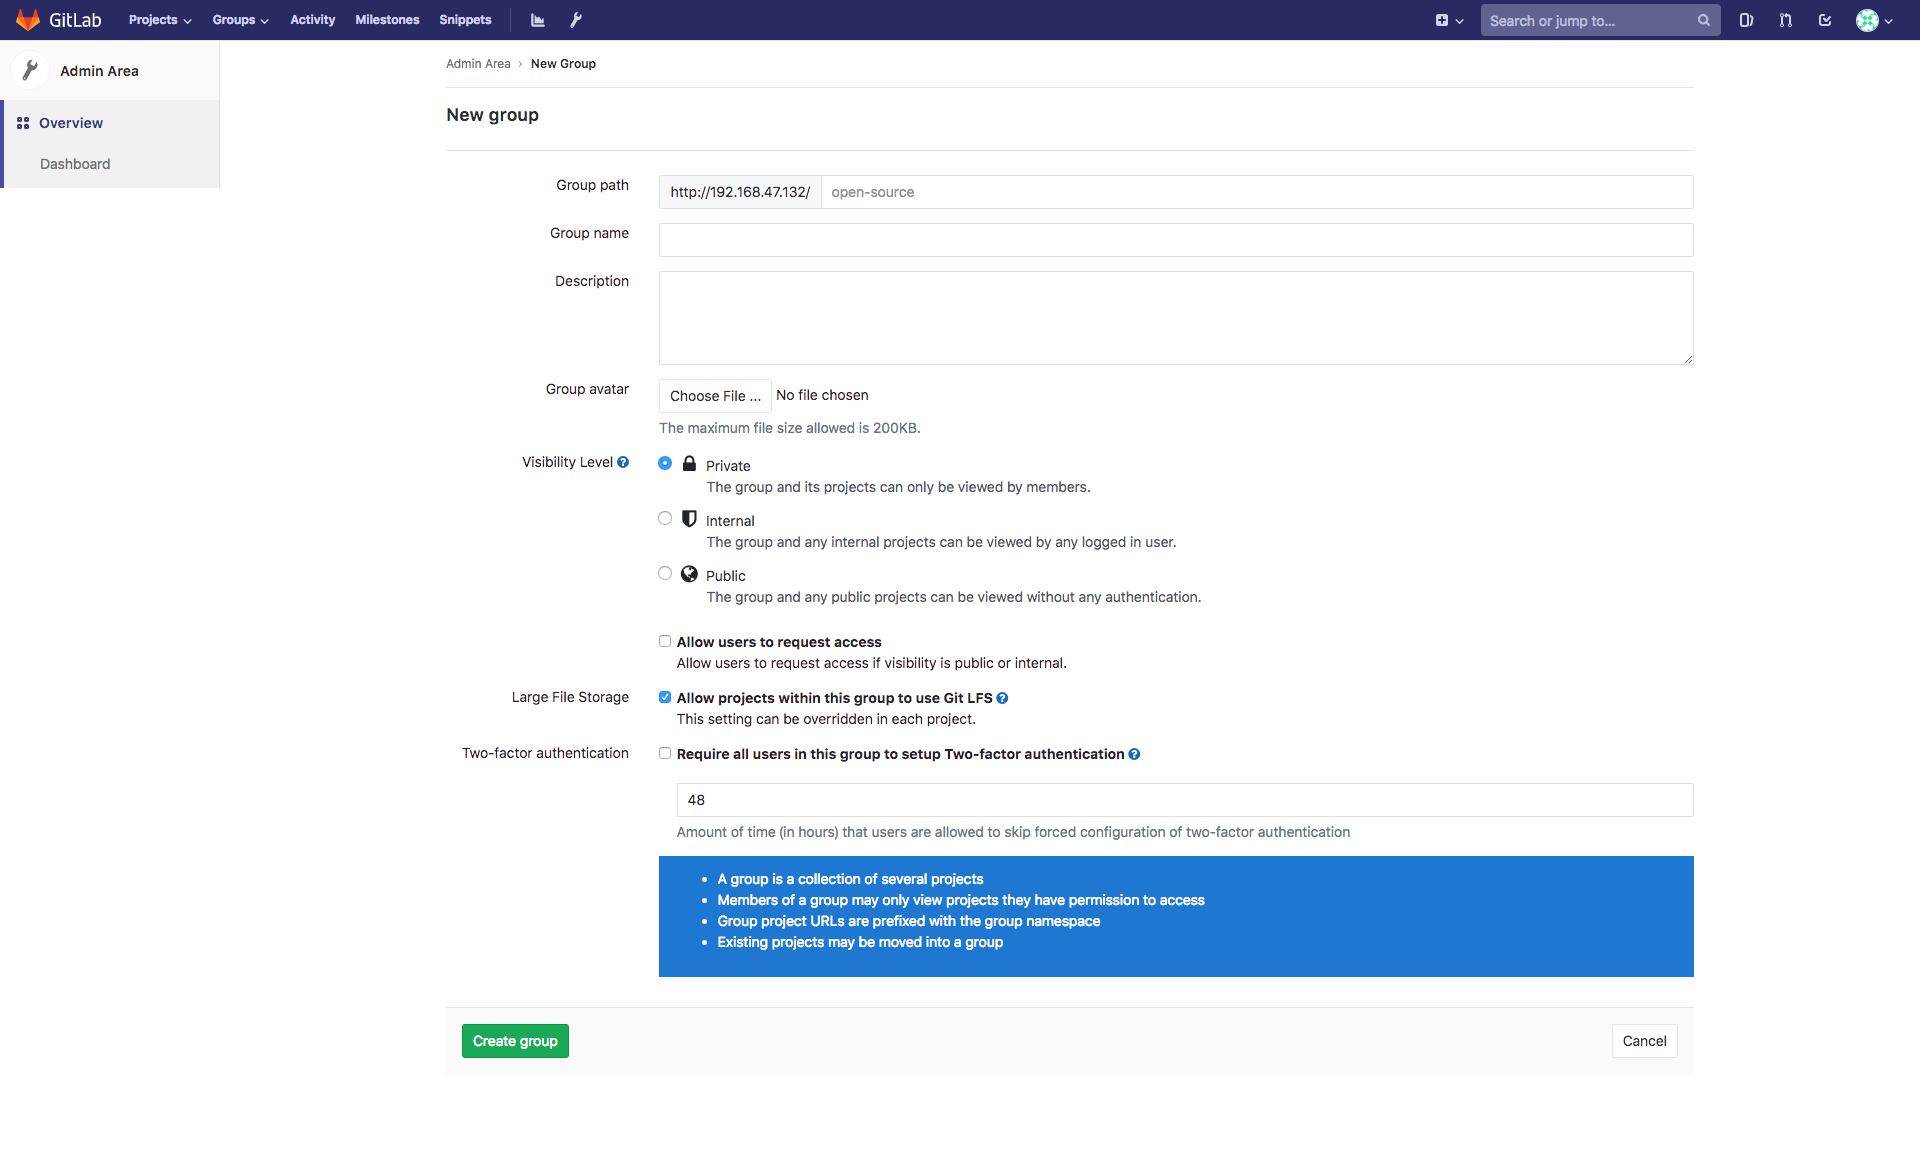 GitLab Projects Groups Activity Milestones Snippets Search or jump to...
Admin Area
Overview
Dashboard
Admin Area › New Group
New group
Group path http://192.168.47.132/ open-source
Group name
Description
Group avatar Choose File ... No file chosen
The maximum file size allowed is 200KB.
Visibility Level Private
The group and its projects can only be viewed by members.
Internal
The group and any internal projects can be viewed by any logged in user.
Public
The group and any public projects can be viewed without any authentication.
Allow users to request access
Allow users to request access if visibility is public or internal.
Large File Storage Allow projects within this group to use Git LFS
This setting can be overridden in each project.
Two-factor authentication Require all users in this group to setup Two-factor authentication
48
Amount of time (in hours) that users are allowed to skip forced configuration of two-factor authentication
• A group is a collection of several projects
• Members of a group may only view projects they have permission to access
• Group project URLs are prefixed with the group namespace
• Existing projects may be moved into a group
Create group Cancel